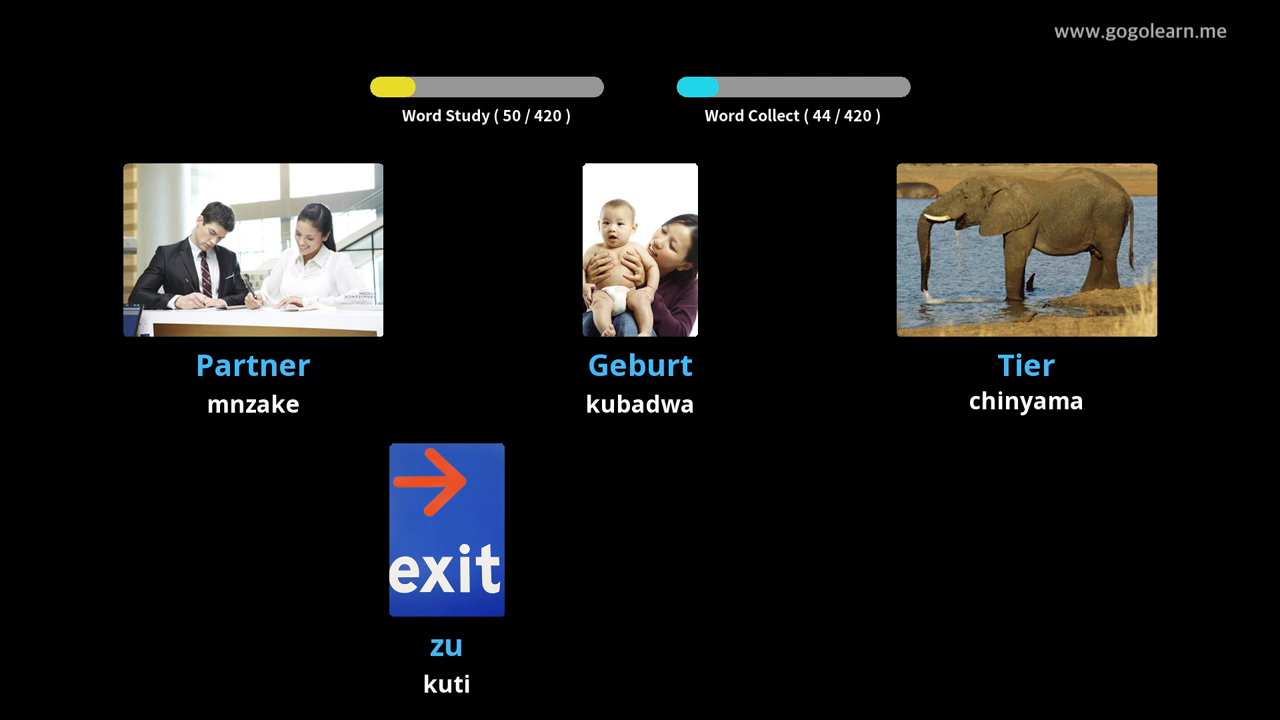 www.gogolearn.me
Word Study ( 50 / 420 )
Word Collect ( 44 / 420 )
Partner
mnzake
Geburt
kubadwa
Tier
chinyama
exit
zu
kuti